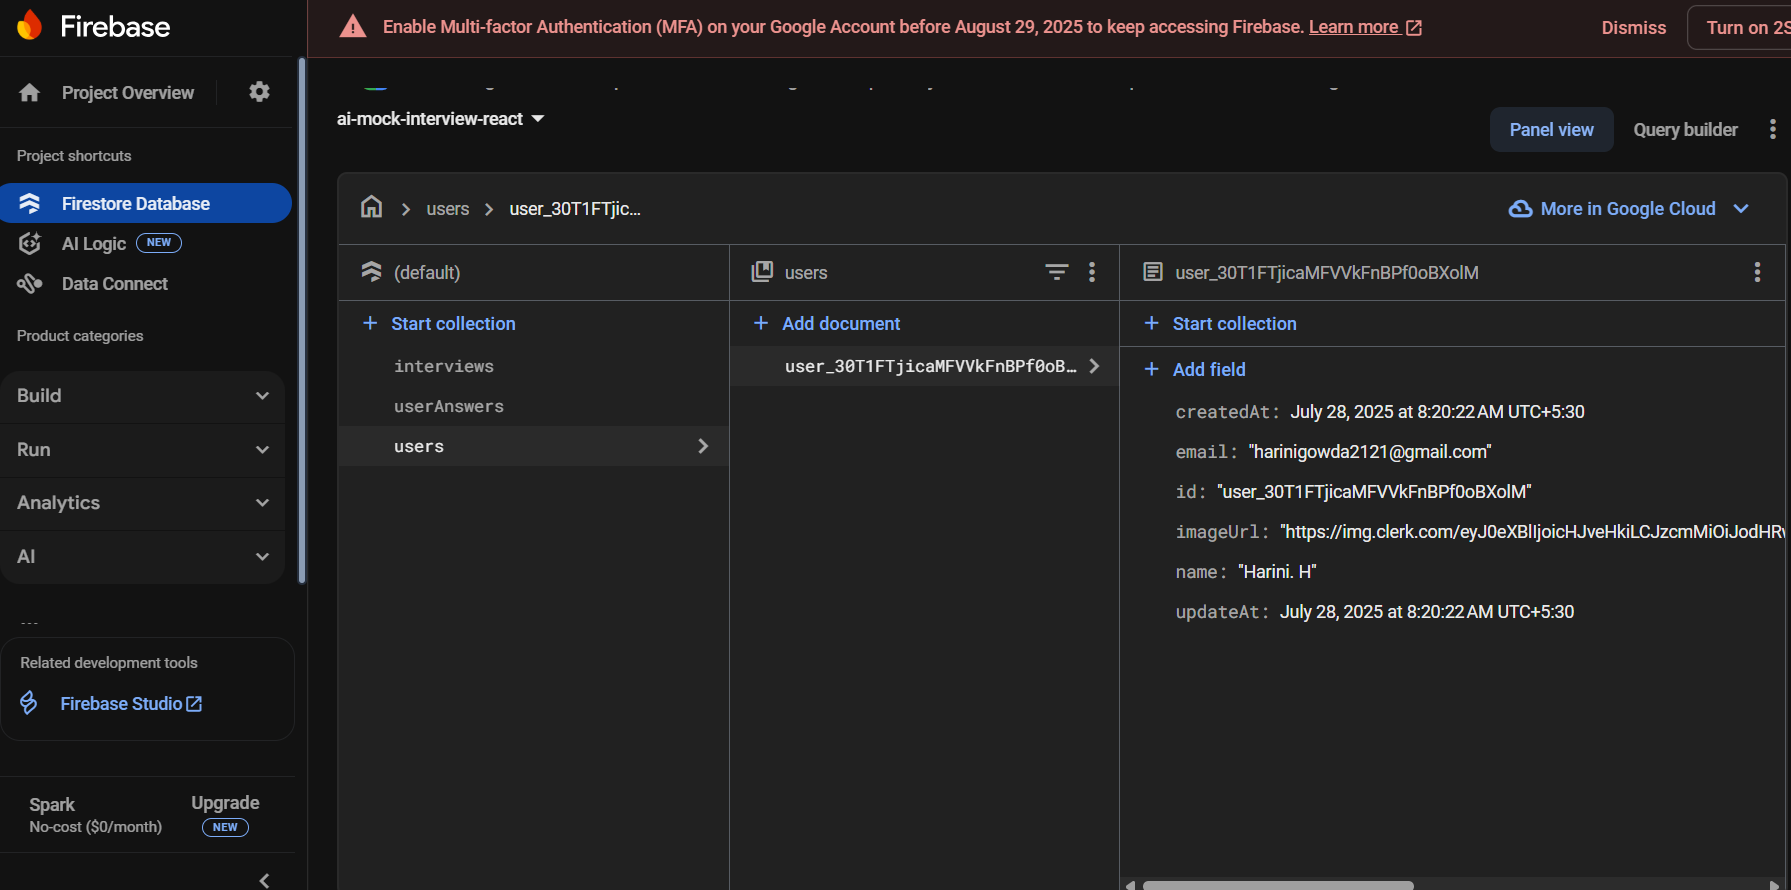 Firebase
Enable Multi-factor Authentication (MFA) on your Google Account before August 29, 2025 to keep accessing Firebase. Learn more
Dismiss
Turn on 2S
Project Overview
ai-mock-interview-react
Panel view
Query builder
Project shortcuts
Firestore Database
AI Logic NEW
Data Connect
Product categories
Build
Run
Analytics
AI
...
Related development tools
Firebase Studio
Spark
No-cost ($0/month)
Upgrade
NEW
users
user_30T1FTjic...
More in Google Cloud
(default)
Start collection
interviews
userAnswers
users
users
Add document
user_30T1FTjicaMFVVkFnBPf0oB...
user_30T1FTjicaMFVVkFnBPf0oBXolM
Start collection
Add field
createdAt: July 28, 2025 at 8:20:22 AM UTC+5:30
email: "harinigowda2121@gmail.com"
id: "user_30T1FTjicaMFVVkFnBPf0oBXolM"
imageUrl: "https://img.clerk.com/eyJ0eXBlIjoicHJveHkiLCJzcmMiOiJodHRw
name: "Harini. H"
updateAt: July 28, 2025 at 8:20:22 AM UTC+5:30